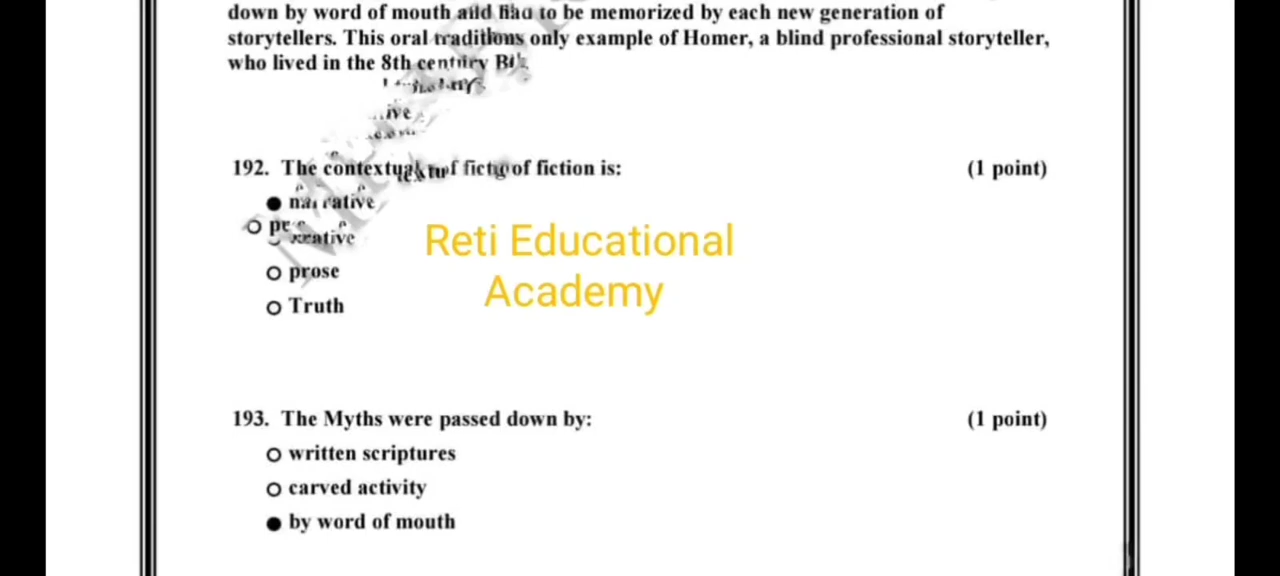 down by word of mouth and had to be memorized by each new generation of
storytellers. This oral traditions only example of Homer, a blind professional storyteller,
who lived in the 8th century
192. The of fiction is: (1 point)
● narrative
O
O prose
O Truth
Reti Educational
Academy
193. The Myths were passed down by: (1 point)
O written scriptures
O carved activity
● by word of mouth